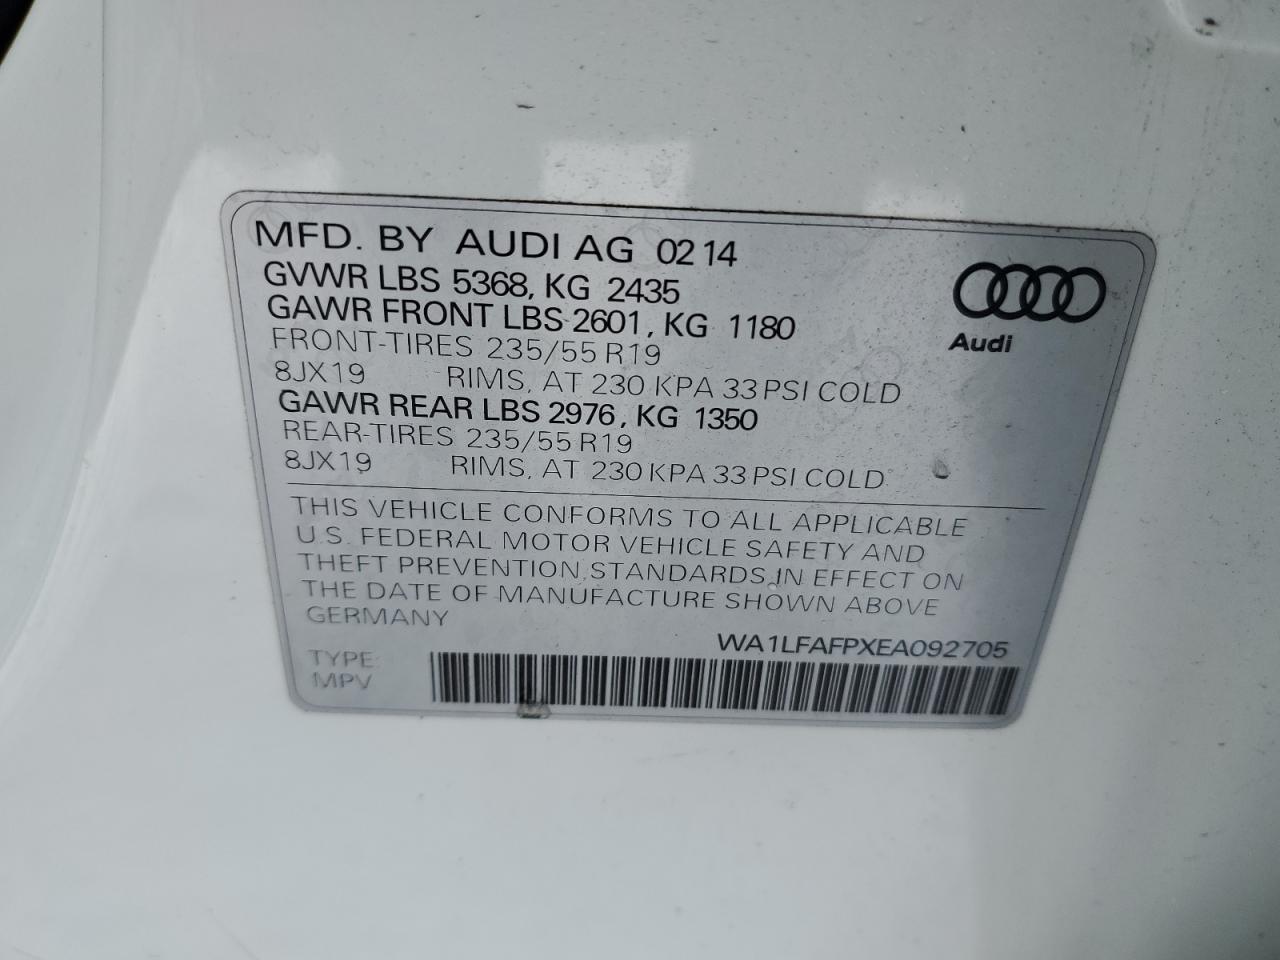 MFD. BY AUDI AG 02 14
GVWR LBS 5368, KG 2435
GAWR FRONT LBS 2601, KG 1180
FRONT-TIRES 235/55 R19
8JX19 RIMS, AT 230 KPA 33 PSI COLD
GAWR REAR LBS 2976, KG 1350
REAR-TIRES 235/55 R19
8JX19 RIMS, AT 230 KPA 33 PSI COLD
Audi
THIS VEHICLE CONFORMS TO ALL APPLICABLE
U.S. FEDERAL MOTOR VEHICLE SAFETY AND
THEFT PREVENTION STANDARDS IN EFFECT ON
THE DATE OF MANUFACTURE SHOWN ABOVE
GERMANY
WA1LFAFPXEA092705
TYPE:
MPV